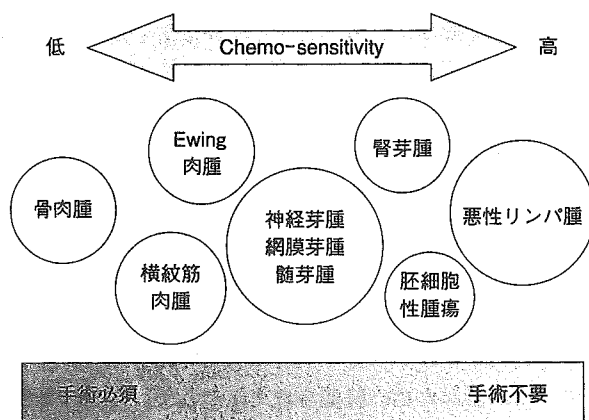 低
Chemo-sensitivity
高
Ewing
肉腫
腎芽腫
骨肉腫
神経芽腫
網膜芽腫
髄芽腫
悪性リンパ腫
横紋筋
肉腫
胚細胞
性腫瘍
手術必須
手術不要